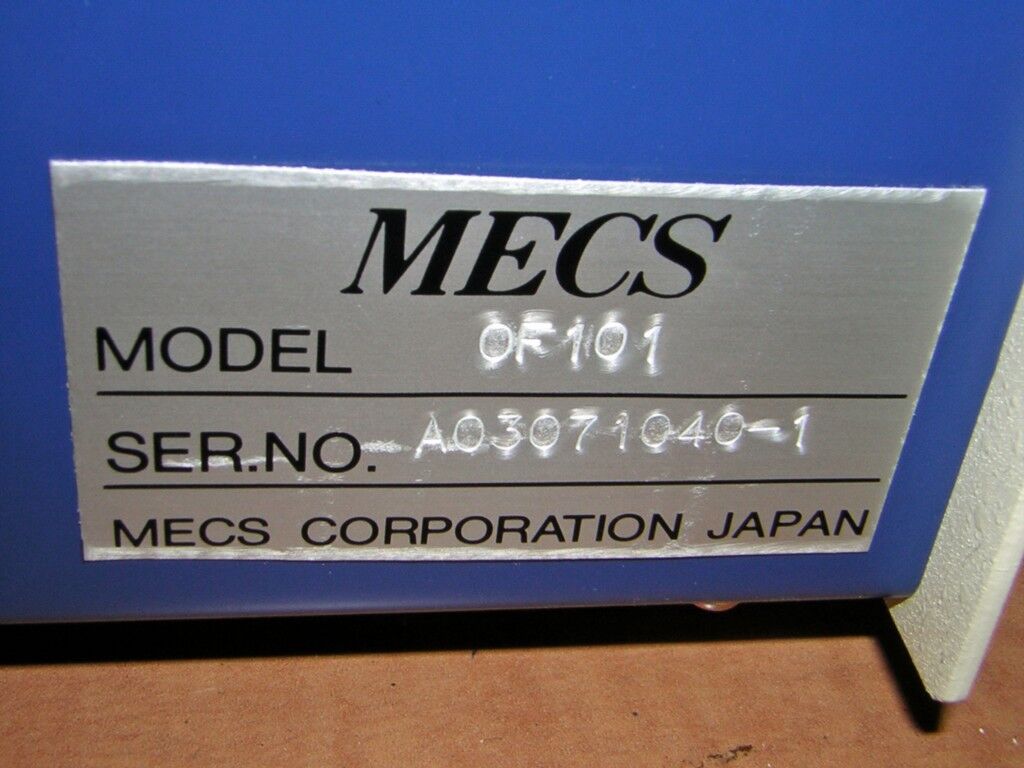 MECS
MODEL OF101
SER.NO. A03071040-1
MECS CORPORATION JAPAN